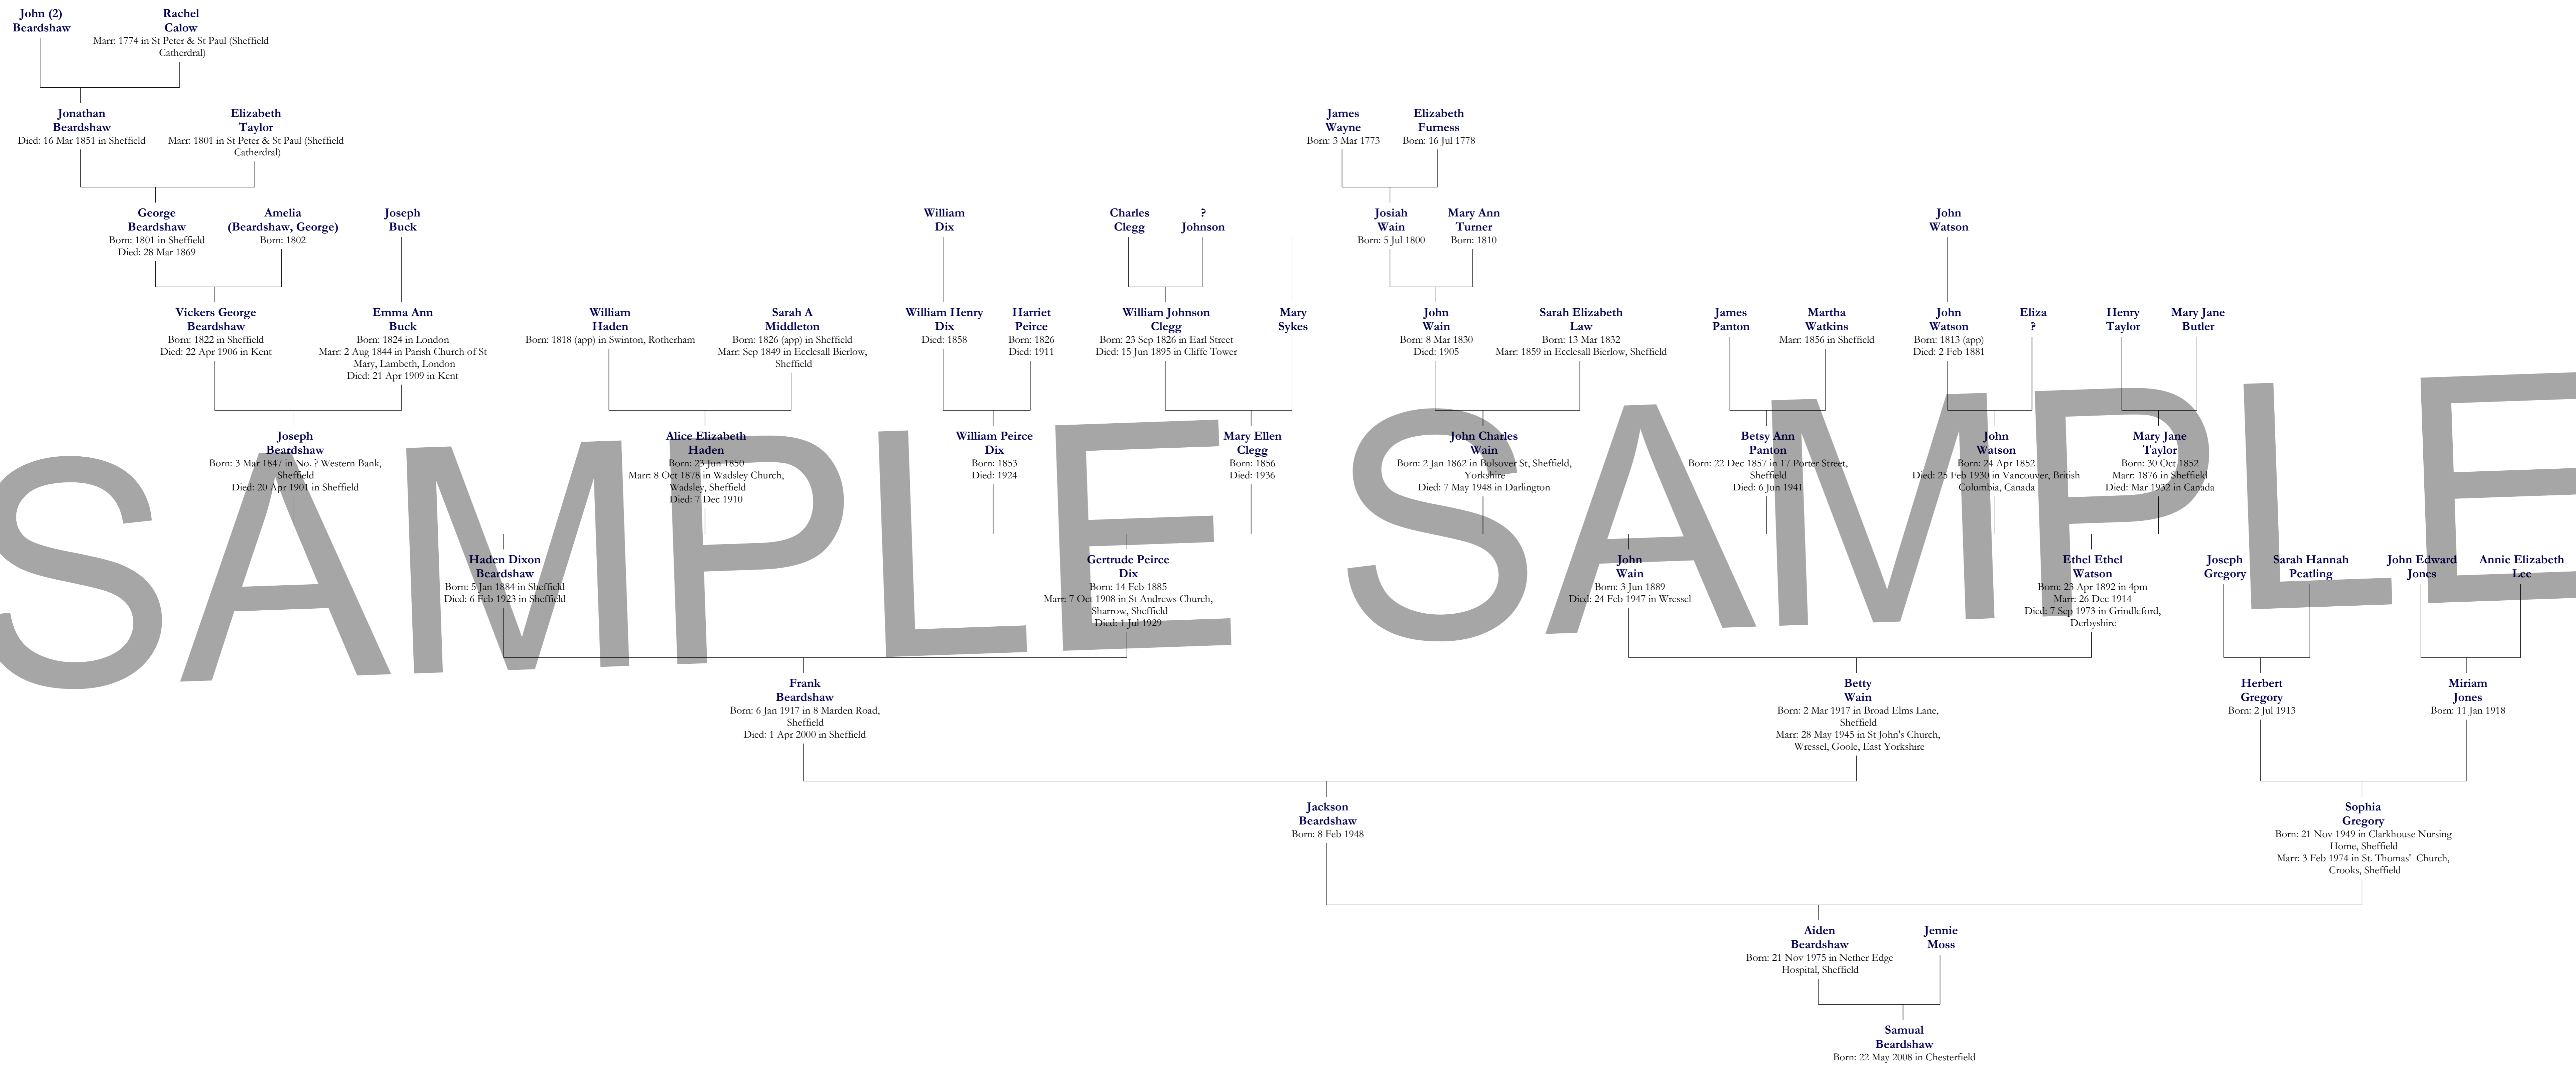 John (2)
Beardshaw
Rachel
Calow
Marr: 1774 in St Peter & St Paul (Sheffield
Catherdral)
Jonathan
Beardshaw
Died: 16 Mar 1851 in Sheffield
Elizabeth
Taylor
Marr: 1801 in St Peter & St Paul (Sheffield
Catherdral)
James
Wayne
Born: 3 Mar 1773
Elizabeth
Furness
Born: 16 Jul 1778
George
Beardshaw
Born: 1801 in Sheffield
Died: 28 Mar 1869
Amelia
(Beardshaw, George)
Born: 1802
Joseph
Buck
William
Dix
Charles
Clegg
?
Johnson
Josiah
Wain
Born: 5 Jul 1800
Mary Ann
Turner
Born: 1810
John
Watson
Vickers George
Beardshaw
Born: 1822 in Sheffield
Died: 22 Apr 1906 in Kent
Emma Ann
Buck
Born: 1824 in London
Marr: 2 Aug 1844 in Parish Church of St
Mary, Lambeth, London
Died: 21 Apr 1909 in Kent
William
Haden
Born: 1818 (app) in Swinton, Rotherham
Sarah A
Middleton
Born: 1826 (app) in Sheffield
Marr: Sep 1849 in Ecclesall Bierlow,
Sheffield
William Henry
Dix
Died: 1858
Harriet
Peirce
Born: 1826
Died: 1911
William Johnson
Clegg
Born: 23 Sep 1826 in Earl Street
Died: 15 Jun 1895 in Cliffe Tower
Mary
Sykes
John
Wain
Born: 8 Mar 1830
Died: 1905
Sarah Elizabeth
Law
Born: 13 Mar 1832
Marr: 1859 in Ecclesall Bierlow, Sheffield
James
Panton
Martha
Watkins
Marr: 1856 in Sheffield
John
Watson
Born: 1813 (app)
Died: 2 Feb 1881
Eliza
?
Henry
Taylor
Mary Jane
Butler
Joseph
Beardshaw
Born: 3 Mar 1847 in No. ? Western Bank,
Sheffield
Died: 20 Apr 1901 in Sheffield
Alice Elizabeth
Haden
Born: 23 Jun 1850
Marr: 8 Oct 1878 in Wadsley Church,
Wadsley, Sheffield
Died: 7 Dec 1910
William Peirce
Dix
Born: 1853
Died: 1924
Mary Ellen
Clegg
Born: 1856
Died: 1936
John Charles
Wain
Born: 2 Jan 1862 in Bolsover St, Sheffield,
Yorkshire
Died: 7 May 1948 in Darlington
Betsy Ann
Panton
Born: 22 Dec 1857 in 17 Porter Street,
Sheffield
Died: 6 Jun 1941
John
Watson
Born: 24 Apr 1852
Died: 25 Feb 1930 in Vancouver, British
Columbia, Canada
Mary Jane
Taylor
Born: 30 Oct 1852
Marr: 1876 in Sheffield
Died: Mar 1932 in Canada
SAMPLE SAMPLE
Haden Dixon
Beardshaw
Born: 5 Jan 1884 in Sheffield
Died: 6 Feb 1923 in Sheffield
Gertrude Peirce
Dix
Born: 14 Feb 1885
Marr: 7 Oct 1908 in St Andrews Church,
Sharrow, Sheffield
Died: 1 Jul 1929
John
Wain
Born: 3 Jun 1889
Died: 24 Feb 1947 in Wressel
Ethel Ethel
Watson
Born: 23 Apr 1892 in 4pm
Marr: 26 Dec 1914
Died: 7 Sep 1973 in Grindleford,
Derbyshire
Joseph
Gregory
Sarah Hannah
Peatling
John Edward
Jones
Annie Elizabeth
Lee
Frank
Beardshaw
Born: 6 Jan 1917 in 8 Marden Road,
Sheffield
Died: 1 Apr 2000 in Sheffield
Betty
Wain
Born: 2 Mar 1917 in Broad Elms Lane,
Sheffield
Marr: 28 May 1945 in St John's Church,
Wressel, Goole, East Yorkshire
Herbert
Gregory
Born: 2 Jul 1913
Miriam
Jones
Born: 11 Jan 1918
Jackson
Beardshaw
Born: 8 Feb 1948
Sophia
Gregory
Born: 21 Nov 1949 in Clarkhouse Nursing
Home, Sheffield
Marr: 3 Feb 1974 in St. Thomas' Church,
Crooks, Sheffield
Aiden
Beardshaw
Born: 21 Nov 1975 in Nether Edge
Hospital, Sheffield
Jennie
Moss
Samual
Beardshaw
Born: 22 May 2008 in Chesterfield